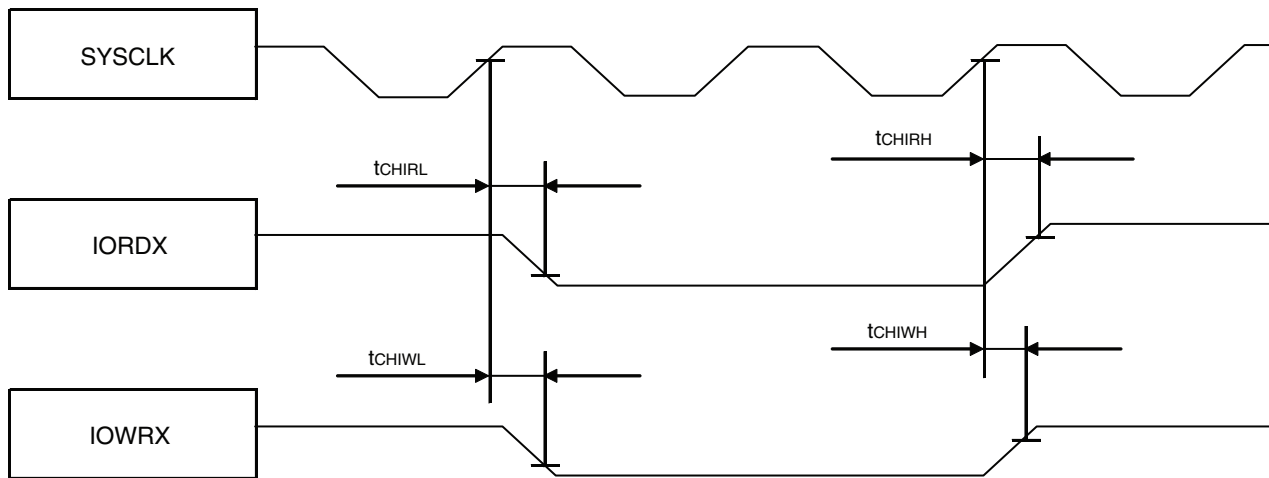 SYSCLK
tCHIRH
tCHIRL
IORDX
tCHIWH
tCHIWL
IOWRX